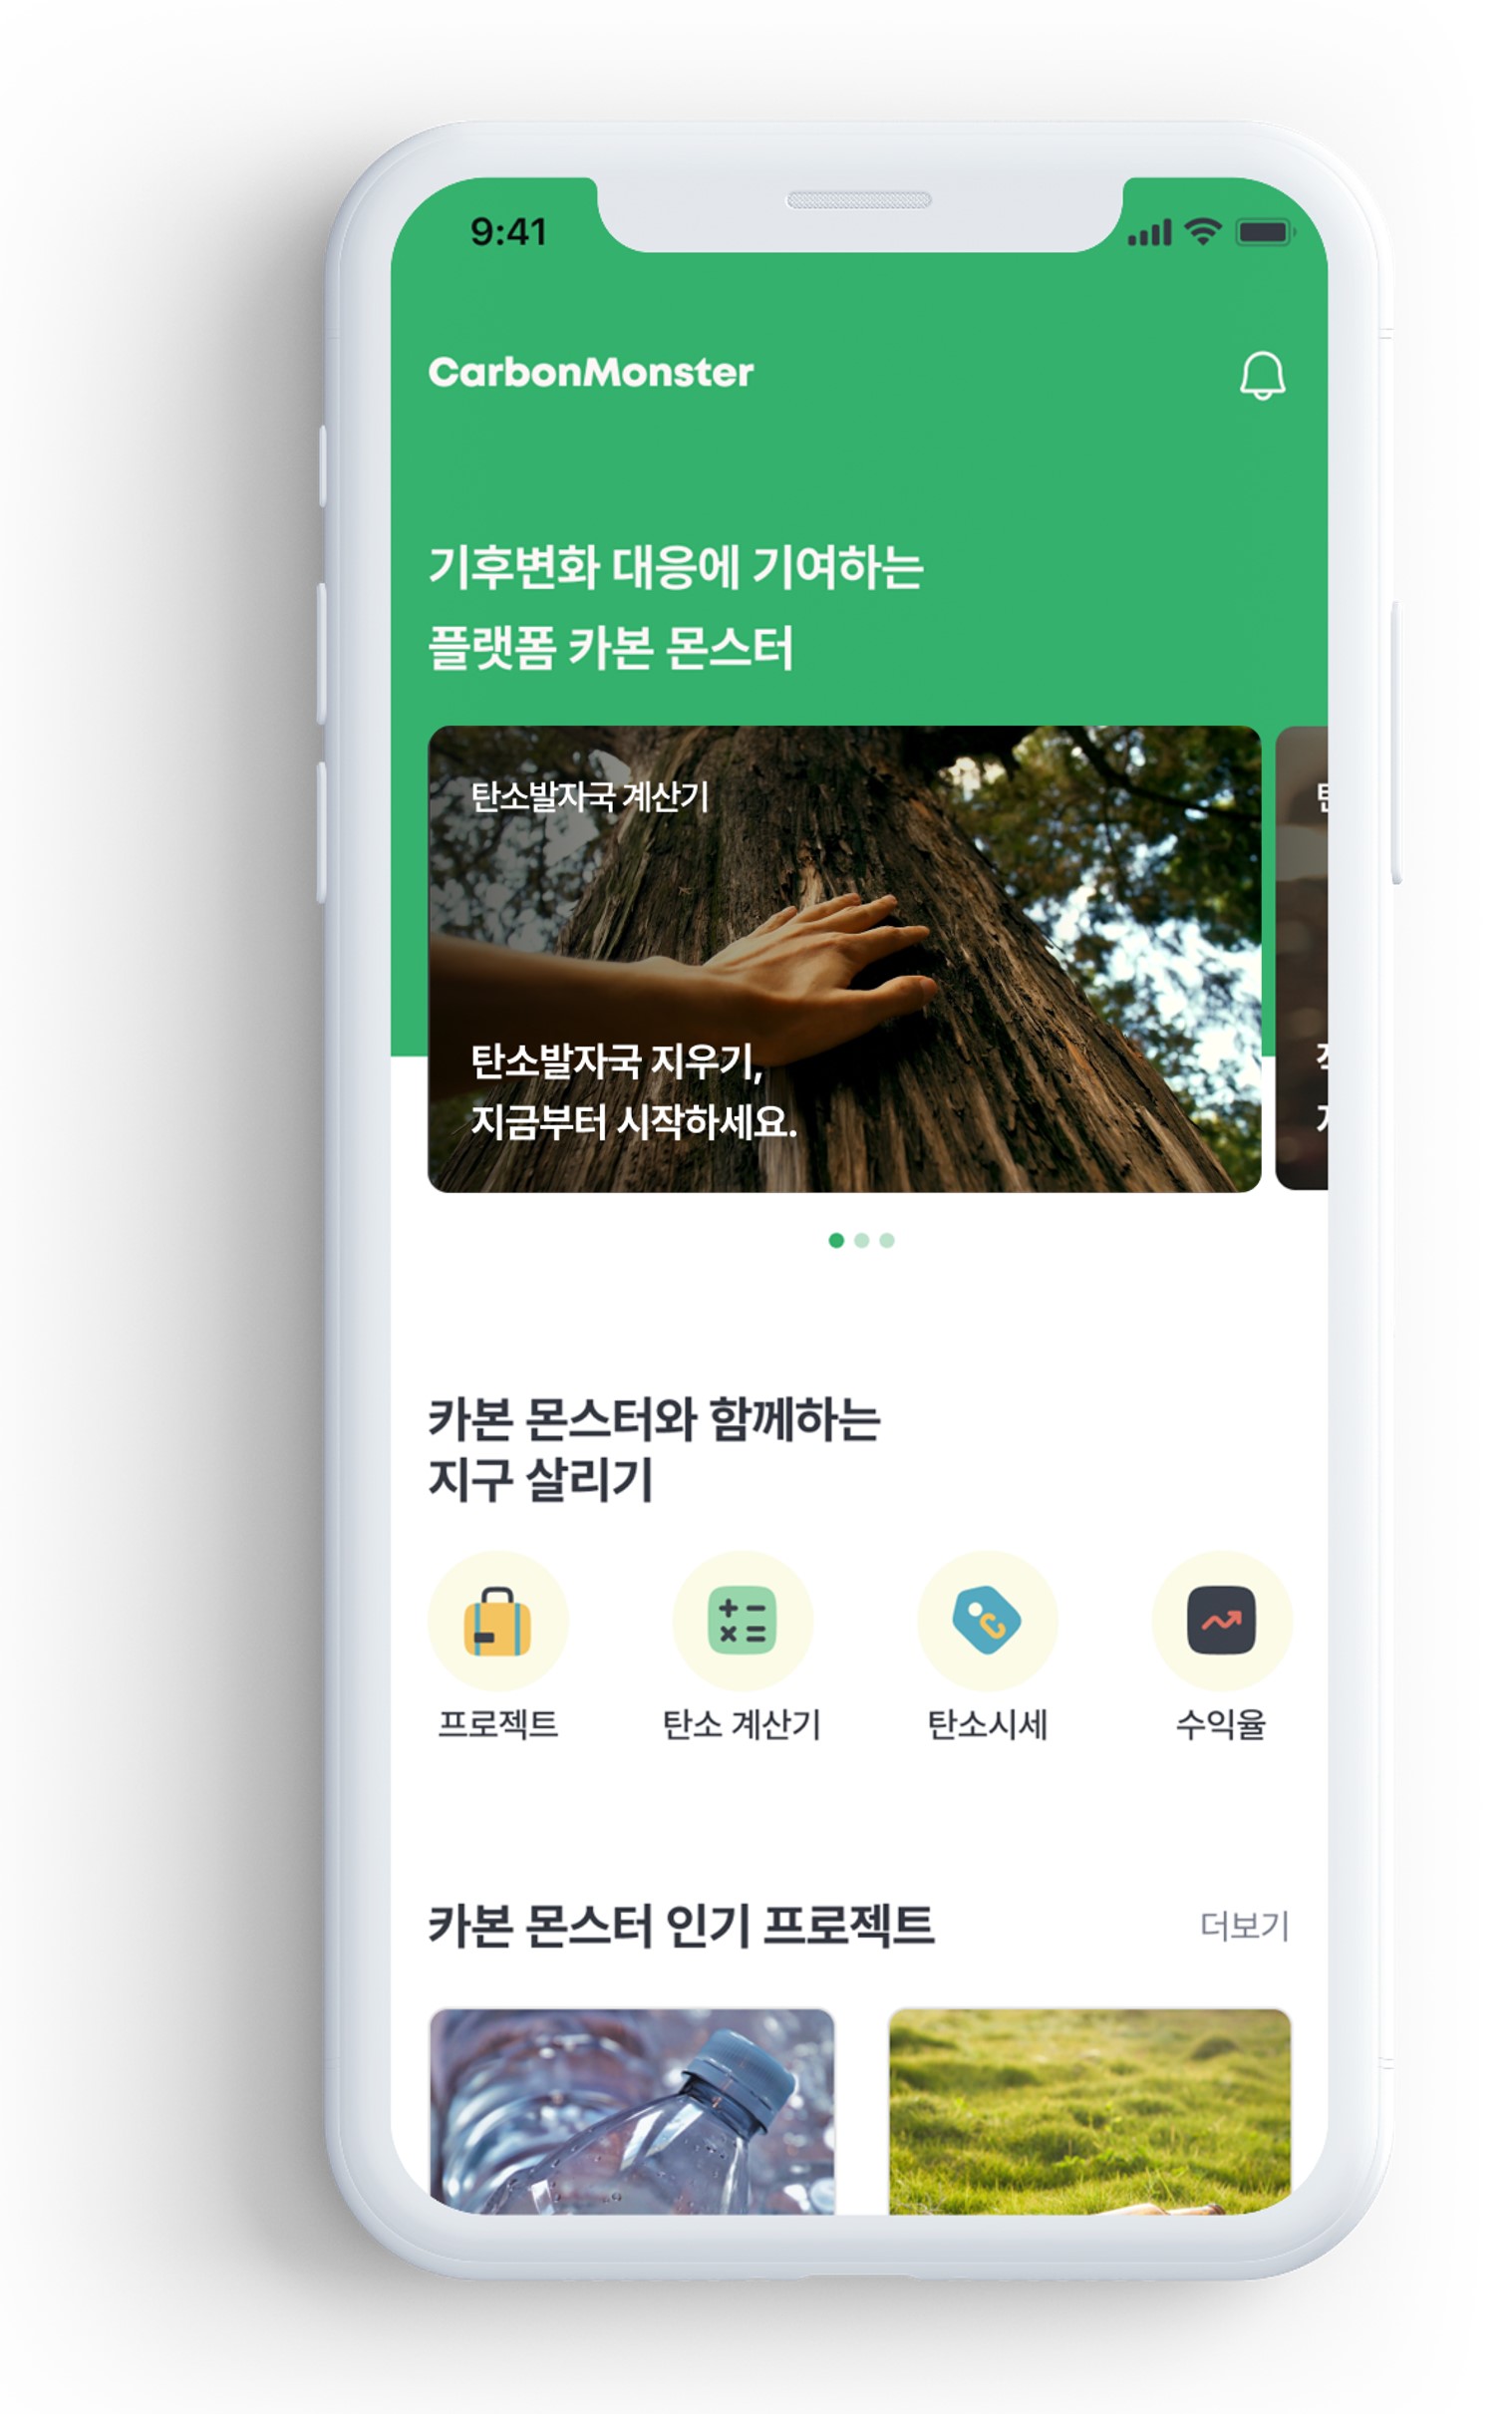 9:41
CarbonMonster
기후변화 대응에 기여하는
플랫폼 카본 몬스터
탄소발자국 계산기
탄소발자국 지우기,
지금부터 시작하세요.
카본 몬스터와 함께하는
지구 살리기
프로젝트
탄소 계산기
탄소시세
수익율
카본 몬스터 인기 프로젝트
더보기